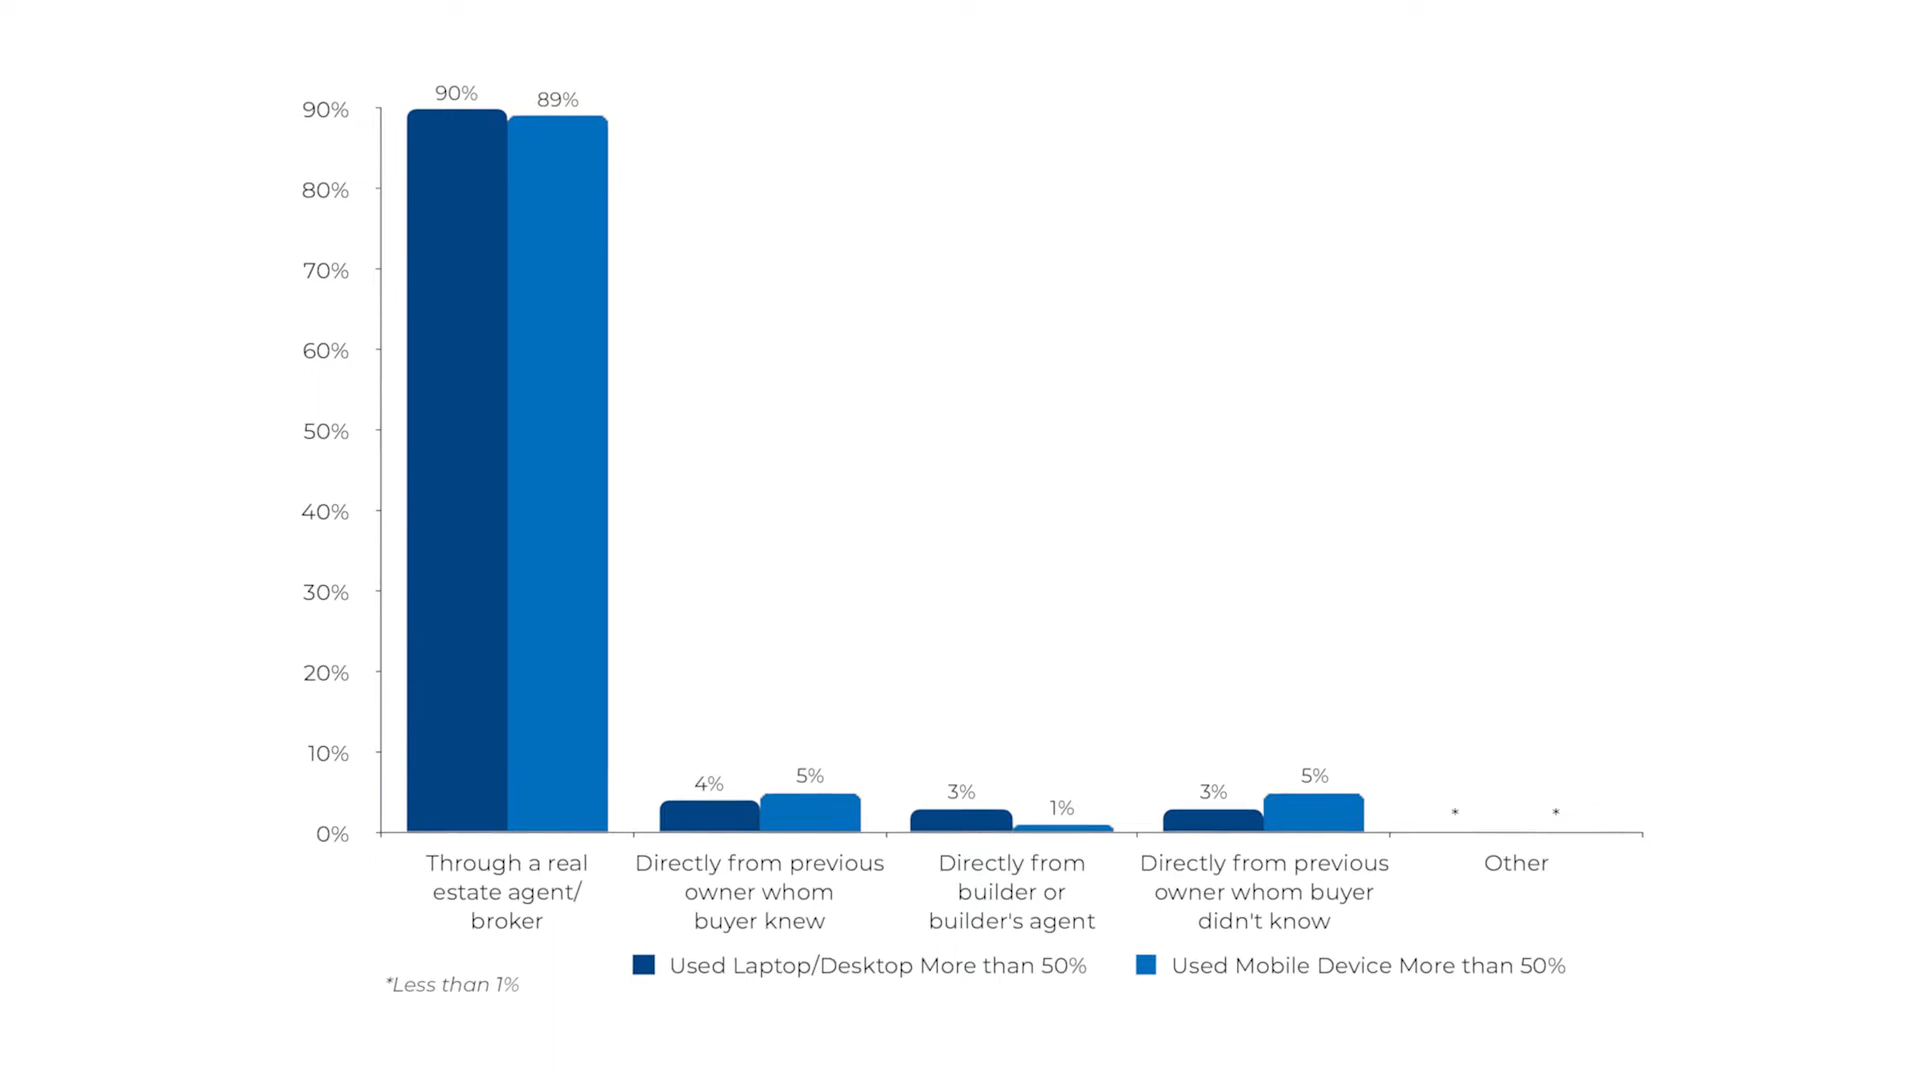 90%
89%
90%
80%
70%
60%
50%
40%
30%
20%
10%
0%
4%
5%
3%
1%
3%
5%
*
*
Through a real
estate agent/
broker
Directly from previous
owner whom
buyer knew
Directly from
builder or
builder's agent
Directly from previous
owner whom buyer
didn't know
Other
Used Laptop/Desktop More than 50%
Used Mobile Device More than 50%
*Less than 1%